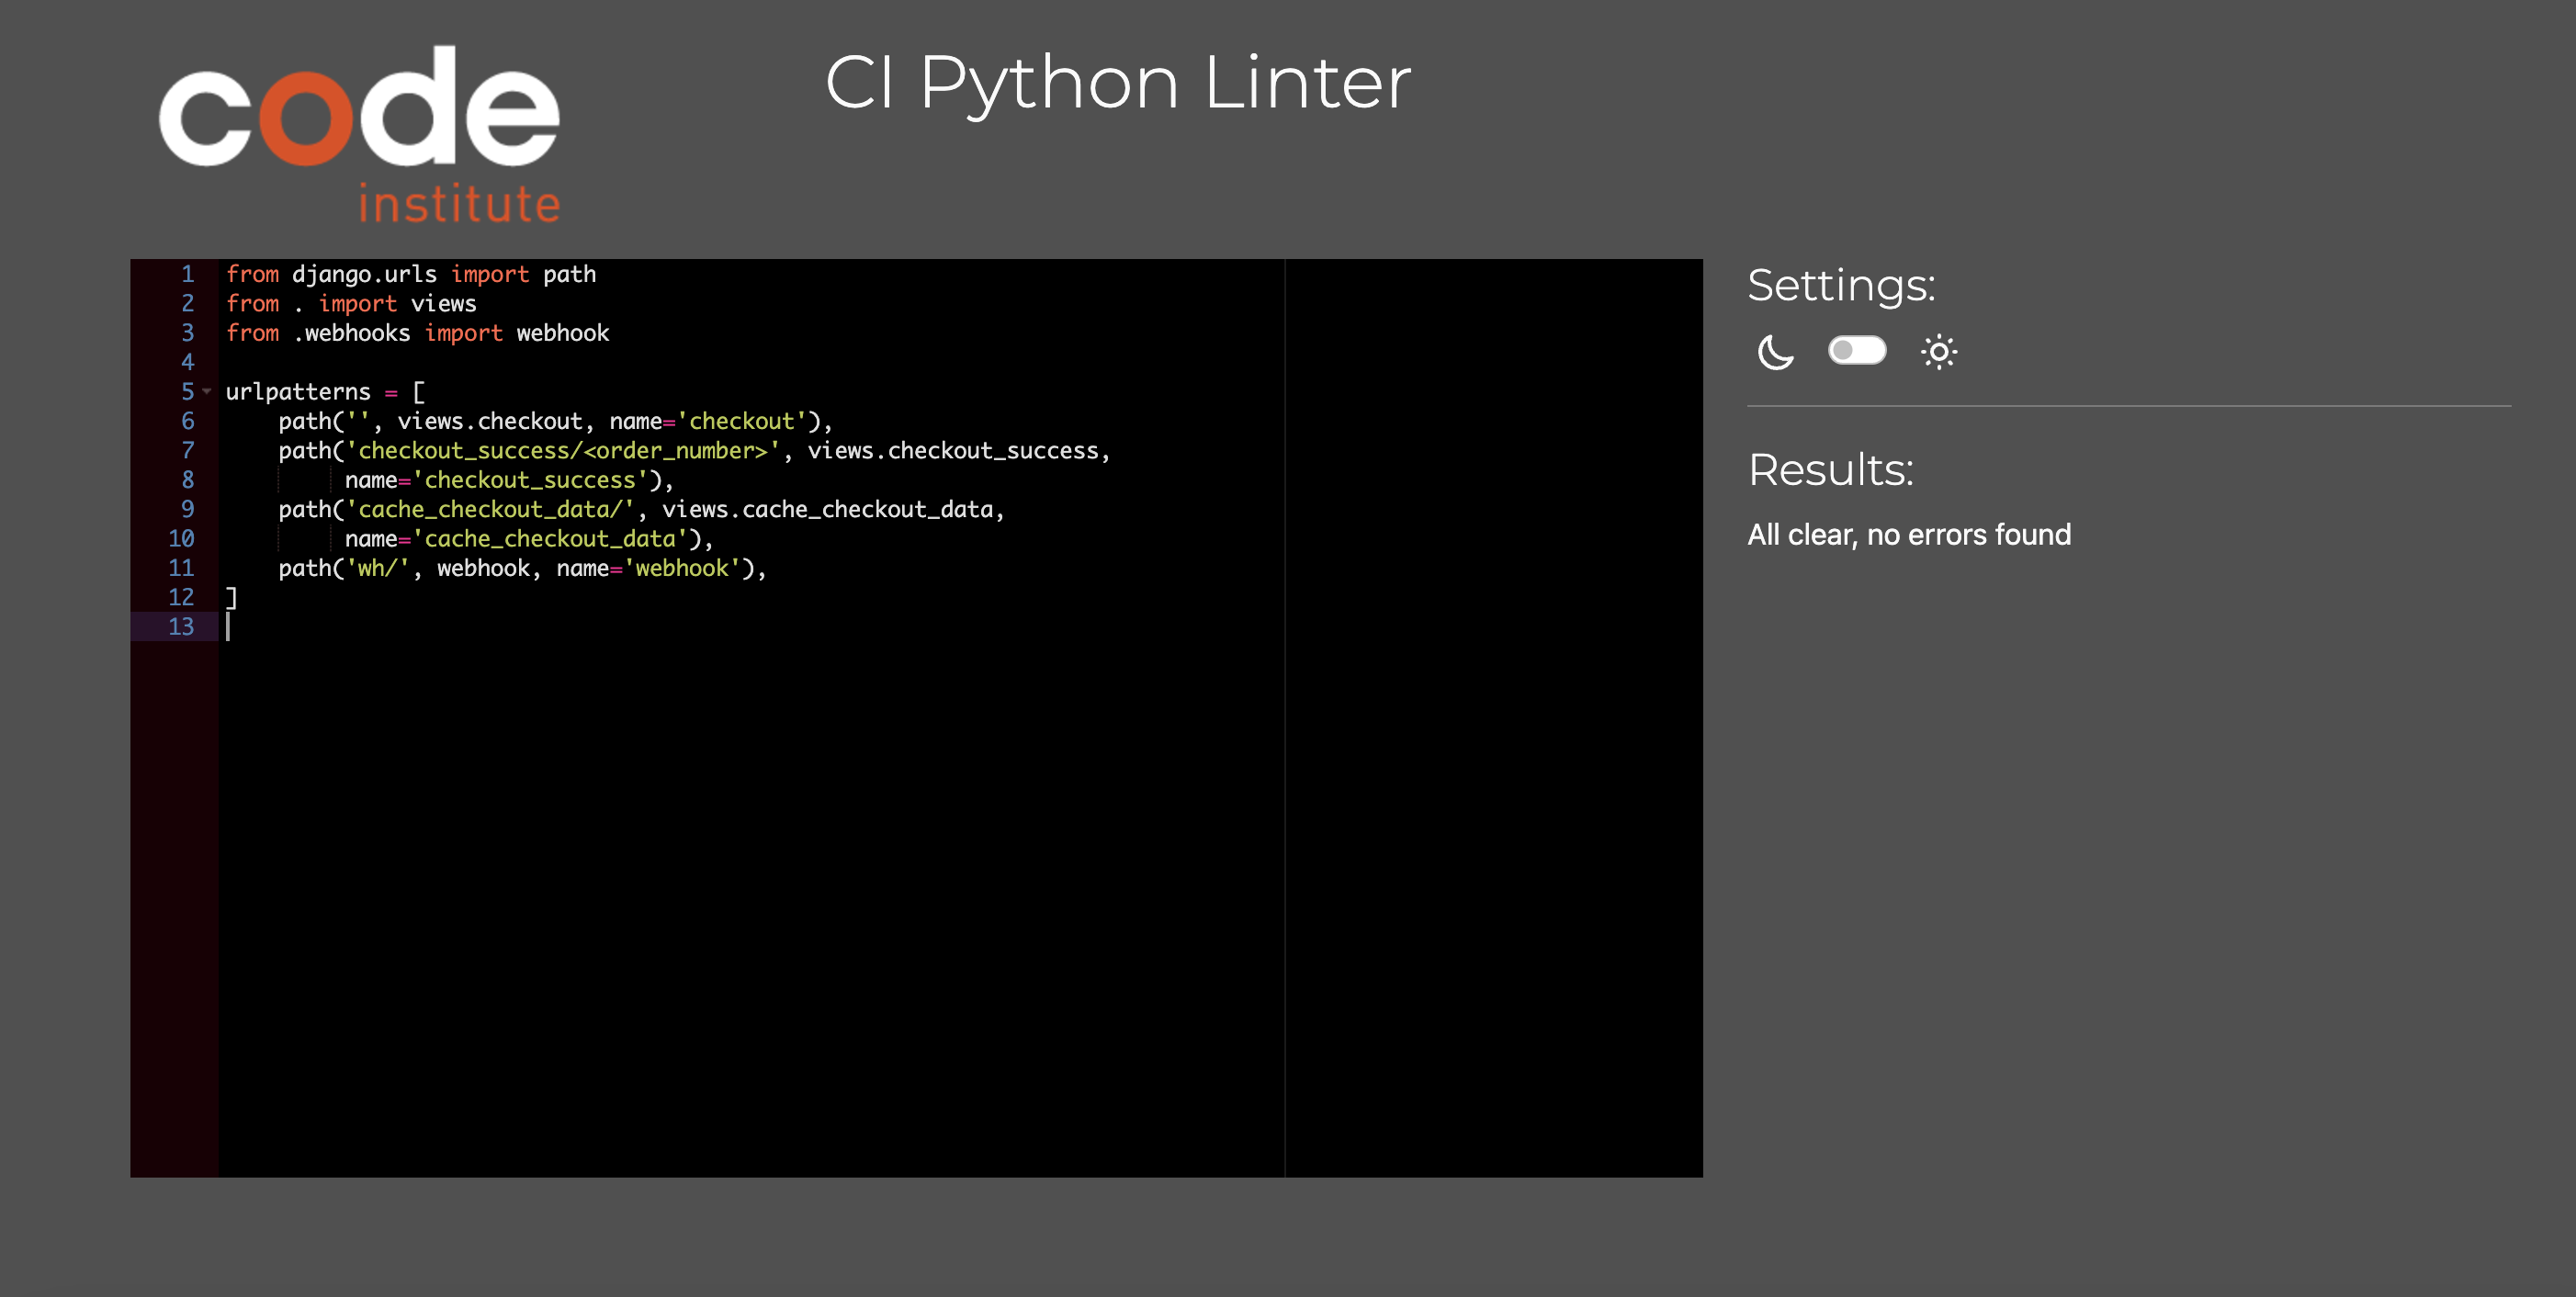 code
institute
CI Python Linter
1 from django.urls import path
2 from . import views
3 from .webhooks import webhook
4
5 urlpatterns = [
6     path('', views.checkout, name='checkout'),
7     path('checkout_success/<order_number>', views.checkout_success,
8          name='checkout_success'),
9     path('cache_checkout_data/', views.cache_checkout_data,
10          name='cache_checkout_data'),
11     path('wh/', webhook, name='webhook'),
12 ]
13
Settings:
Results:
All clear, no errors found